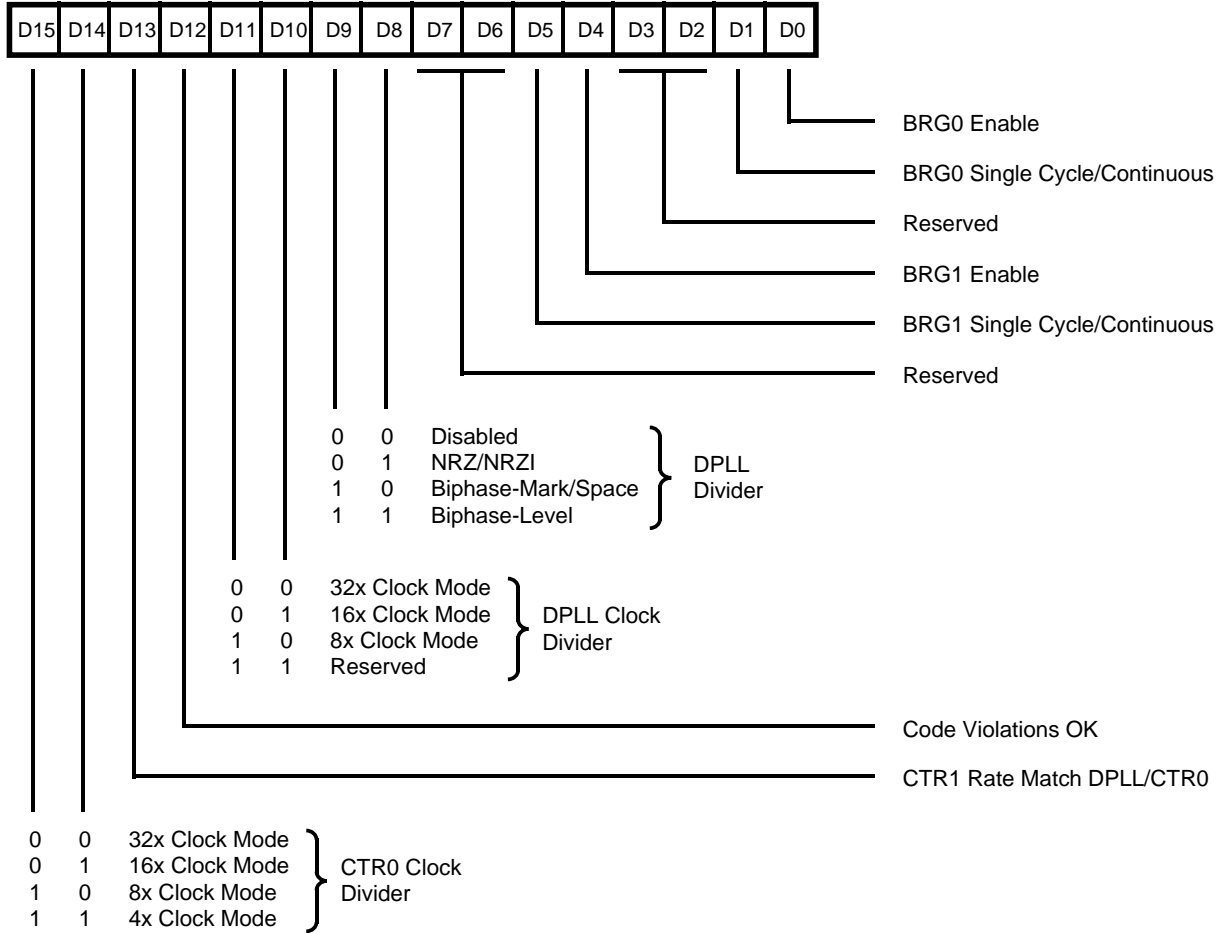 D15 D14 D13 D12 D11 D10 D9 D8 D7 D6 D5 D4 D3 D2 D1 D0
BRG0 Enable
BRG0 Single Cycle/Continuous
Reserved
BRG1 Enable
BRG1 Single Cycle/Continuous
Reserved
0 0 Disabled
0 1 NRZ/NRZI
1 0 Biphase-Mark/Space
1 1 Biphase-Level
DPLL
Divider
0 0 32x Clock Mode
0 1 16x Clock Mode
1 0 8x Clock Mode
1 1 Reserved
DPLL Clock
Divider
Code Violations OK
CTR1 Rate Match DPLL/CTR0
0 0 32x Clock Mode
0 1 16x Clock Mode
1 0 8x Clock Mode
1 1 4x Clock Mode
CTR0 Clock
Divider